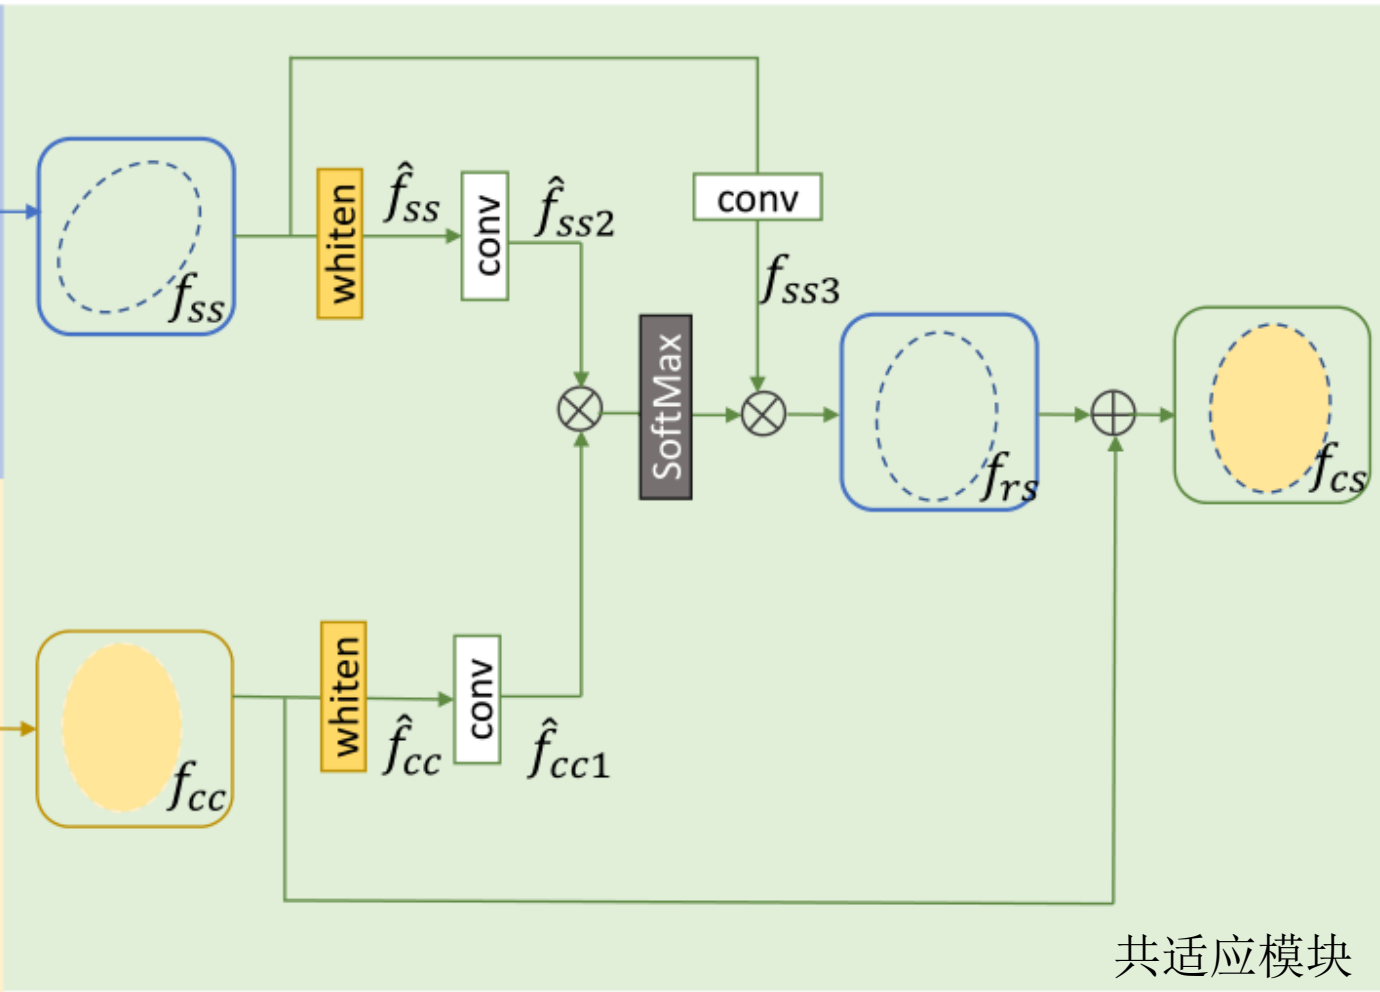 f_ss
whiten
f̂_ss
conv
f̂_ss2
conv
f_ss3
SoftMax
f_rs
f_cs
f_cc
whiten
f̂_cc
conv
f̂_cc1
共适应模块